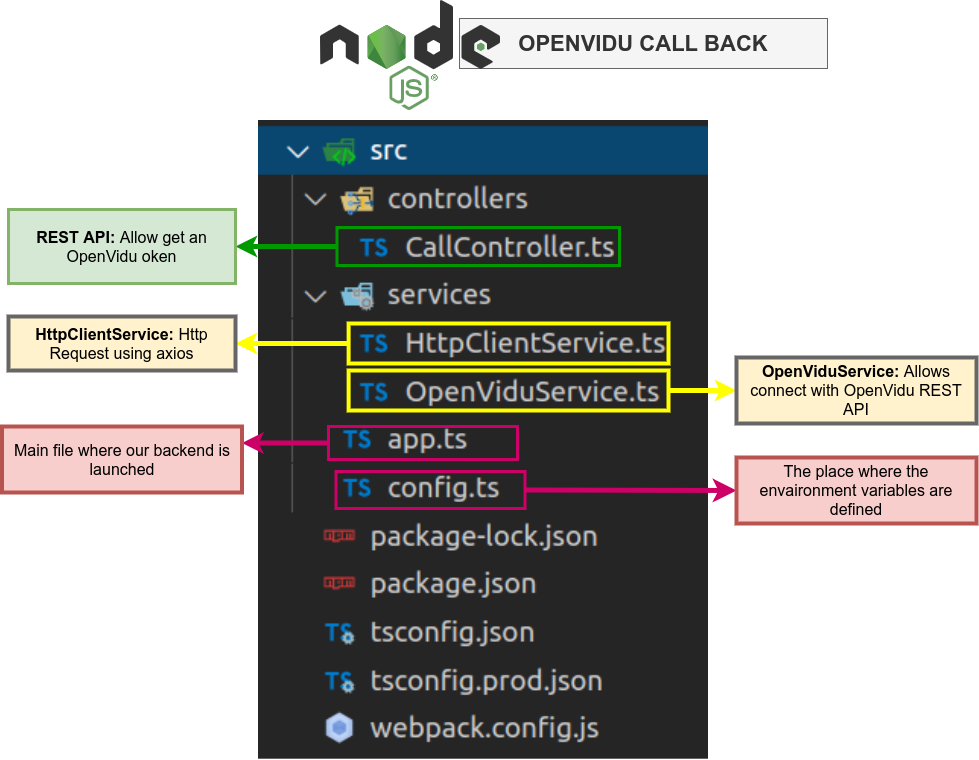 node
JS
®
OPENVIDU CALL BACK
src
controllers
TS CallController.ts
services
TS HttpClientService.ts
TS OpenViduService.ts
TS app.ts
TS config.ts
npm package-lock.json
npm package.json
TS tsconfig.json
TS tsconfig.prod.json
webpack.config.js
REST API: Allow get an
OpenVidu oken
HttpClientService: Http
Request using axios
OpenViduService: Allows
connect with OpenVidu REST
API
Main file where our backend is
launched
The place where the
envaironment variables are
defined